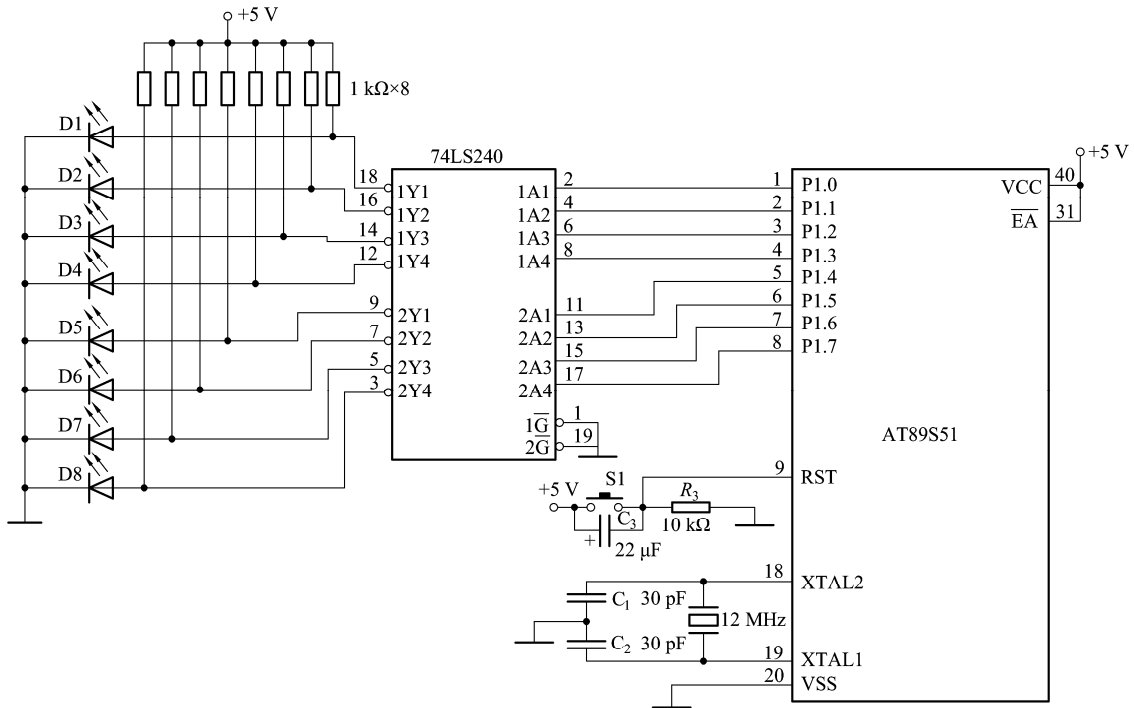 +5 V
1 kΩ×8
D1
D2
D3
D4
D5
D6
D7
D8
74LS240
18 1Y1 1A1 2
16 1Y2 1A2 4
14 1Y3 1A3 6
12 1Y4 1A4 8
9 2Y1 2A1 11
7 2Y2 2A2 13
5 2Y3 2A3 15
3 2Y4 2A4 17
1G 1
2G 19
1 P1.0
2 P1.1
3 P1.2
4 P1.3
5 P1.4
6 P1.5
7 P1.6
8 P1.7
+5 V
VCC 40
EA 31
AT89S51
9 RST
+5 V
S1
R3
10 kΩ
C3
+
22 μF
18 XTAL2
C1 30 pF
12 MHz
C2 30 pF
19 XTAL1
20 VSS